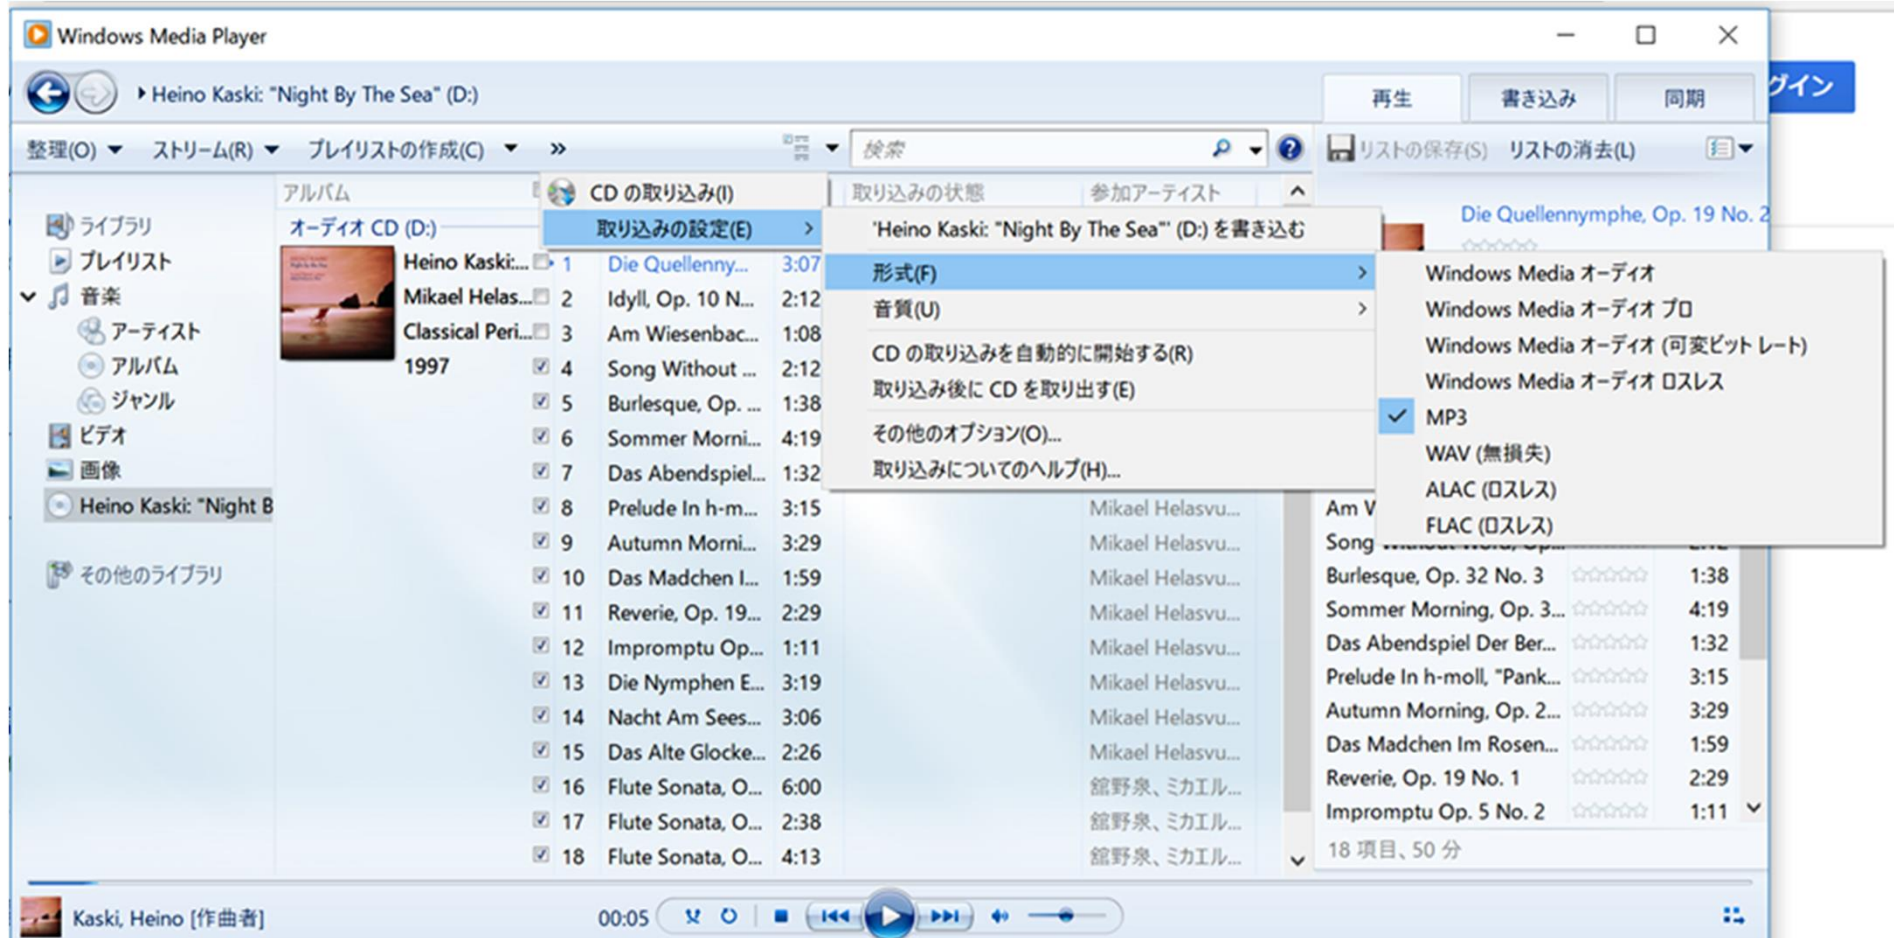 Windows Media Player
Heino Kaski: "Night By The Sea" (D:)
再生
書き込み
同期
グイン
整理(O)
ストリーム(R)
プレイリストの作成(C)
»
検索
リストの保存(S)
リストの消去(L)
アルバム
CD の取り込み(I)
取り込みの状態
参加アーティスト
取り込みの設定(E)
'Heino Kaski: "Night By The Sea"' (D:) を書き込む
形式(F)
音質(U)
CD の取り込みを自動的に開始する(R)
取り込み後に CD を取り出す(E)
その他のオプション(O)...
取り込みについてのヘルプ(H)...
Windows Media オーディオ
Windows Media オーディオ プロ
Windows Media オーディオ (可変ビット レート)
Windows Media オーディオ ロスレス
MP3
WAV (無損失)
ALAC (ロスレス)
FLAC (ロスレス)
ライブラリ
プレイリスト
音楽
アーティスト
アルバム
ジャンル
ビデオ
画像
Heino Kaski: "Night B
その他のライブラリ
オーディオ CD (D:)
Heino Kaski:...
Mikael Helas...
Classical Peri...
1997
1 Die Quellenny... 3:07
2 Idyll, Op. 10 N... 2:12
3 Am Wiesenbac... 1:08
4 Song Without ... 2:12
5 Burlesque, Op. ... 1:38
6 Sommer Morni... 4:19
7 Das Abendspiel... 1:32
8 Prelude In h-m... 3:15 Mikael Helasvu...
9 Autumn Morni... 3:29 Mikael Helasvu...
10 Das Madchen I... 1:59 Mikael Helasvu...
11 Reverie, Op. 19... 2:29 Mikael Helasvu...
12 Impromptu Op... 1:11 Mikael Helasvu...
13 Die Nymphen E... 3:19 Mikael Helasvu...
14 Nacht Am Sees... 3:06 Mikael Helasvu...
15 Das Alte Glocke... 2:26 Mikael Helasvu...
16 Flute Sonata, O... 6:00 舘野泉、ミカエル...
17 Flute Sonata, O... 2:38 舘野泉、ミカエル...
18 Flute Sonata, O... 4:13 舘野泉、ミカエル...
Die Quellennymphe, Op. 19 No. 2
Am
Song
Burlesque, Op. 32 No. 3 1:38
Sommer Morning, Op. 3... 4:19
Das Abendspiel Der Ber... 1:32
Prelude In h-moll, "Pank... 3:15
Autumn Morning, Op. 2... 3:29
Das Madchen Im Rosen... 1:59
Reverie, Op. 19 No. 1 2:29
Impromptu Op. 5 No. 2 1:11
18 項目、50 分
Kaski, Heino [作曲者]
00:05